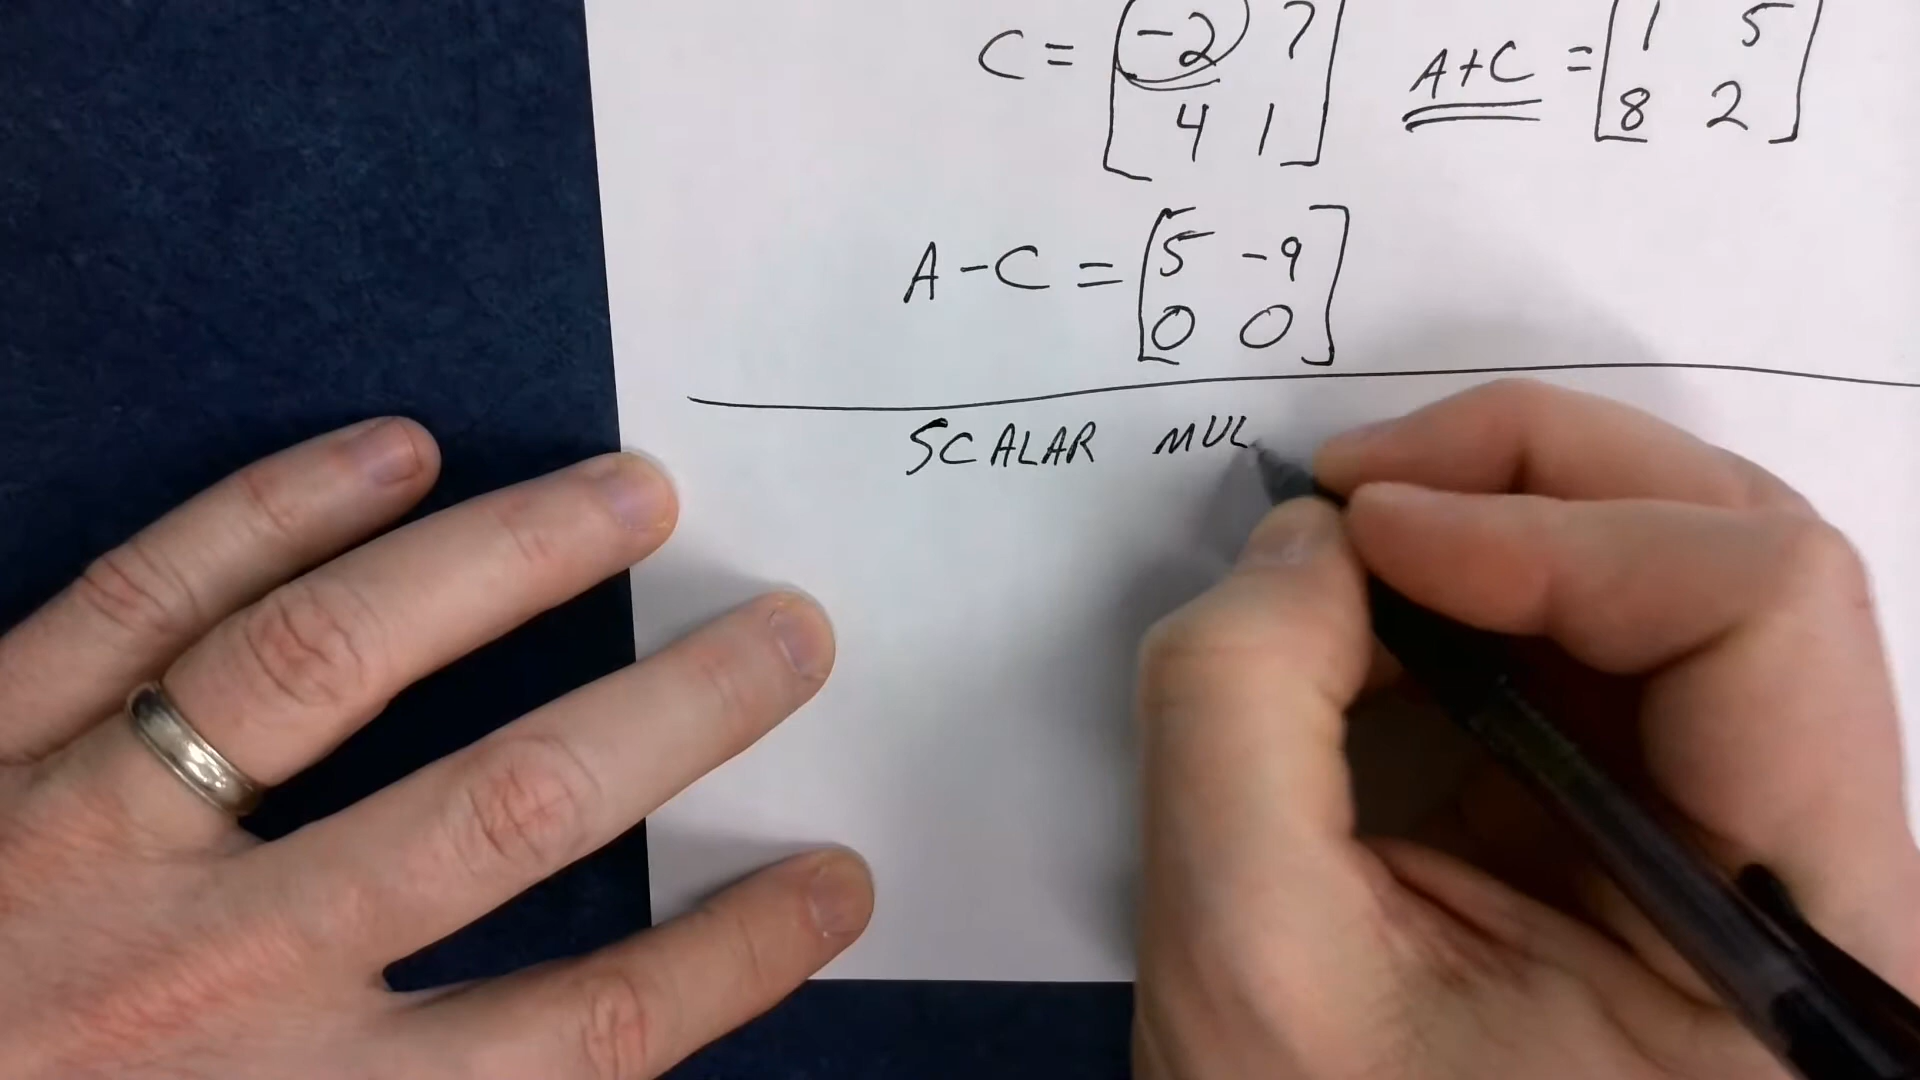 C = [-2 7
4 1]
A+C = [1 5
8 2]
A-C = [5 -9
0 0]
SCALAR MUL